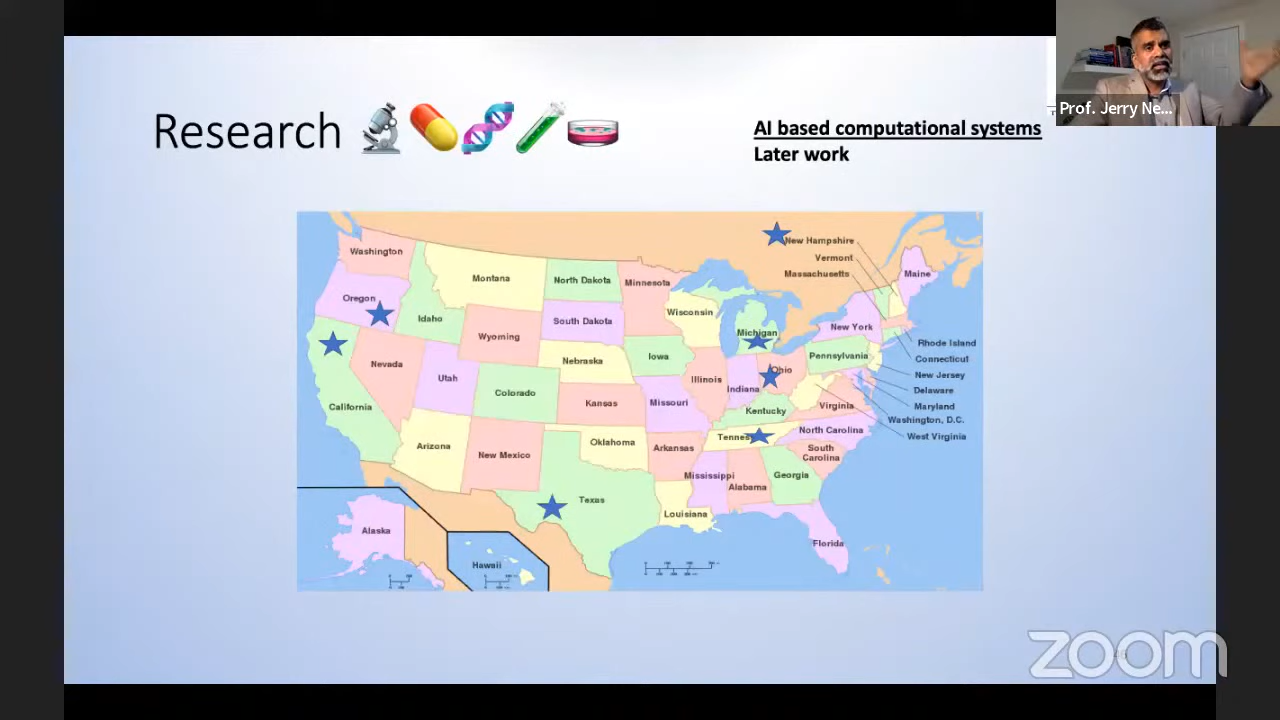 Prof. Jerry Ne...
Research
AI based computational systems
Later work
New Hampshire
Vermont
Massachusetts
Washington
Montana
North Dakota
Minnesota
Maine
Oregon
Idaho
Wisconsin
South Dakota
Michigan
New York
Wyoming
Rhode Island
Iowa
Pennsylvania
Connecticut
Nevada
Nebraska
Ohio
New Jersey
Utah
Illinois
Indiana
Delaware
Colorado
Kansas
Missouri
Maryland
California
Kentucky
Virginia
Washington, D.C.
West Virginia
North Carolina
Tennes
Arizona
Oklahoma
Arkansas
South
Carolina
New Mexico
Mississippi
Georgia
Alabama
Texas
Louisiana
Alaska
Florida
Hawaii
zoom